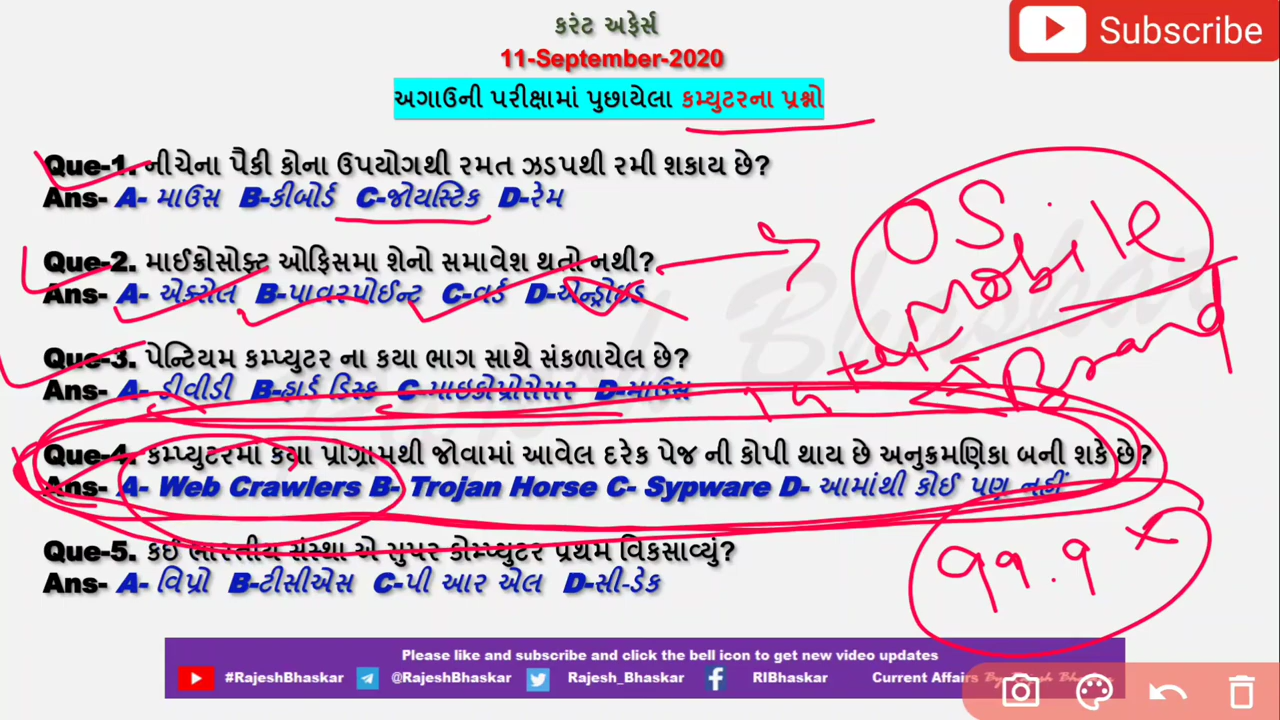 કરંટ અફેર્સ
Subscribe
11-September-2020
અગાઉની પરીક્ષામાં પુછાયેલા કમ્પ્યુટરના પ્રશ્નો
Que-1. નીચેના પૈકી કોના ઉપયોગથી રમત ઝડપથી રમી શકાય છે?
Ans- A- માઉસ B-કીબોર્ડ C-જોયસ્ટિક D-રેમ
OS.
mobile
Que-2. માઈક્રોસોફ્ટ ઓફિસમા શેનો સમાવેશ થતો નથી?
Ans- A- એક્સેલ B-પાવરપોઈન્ટ C-વર્ડ D-એન્ડ્રોઇડ
Que-3. પેન્ટિયમ કમ્પ્યુટર ના કયા ભાગ સાથે સંકળાયેલ છે?
Brand
Ans- A- ડીવીડી B-હાર્ડ ડિસ્ક C-માઇક્રોપ્રોસેસર D-માઉસ
Que-4. કમ્પ્યુટરમાં કયા પ્રોગ્રામથી જોવામાં આવેલ દરેક પેજ ની કોપી થાય છે અનુક્રમણિકા બની શકે છે?
Ans- A- Web Crawlers B- Trojan Horse C- Sypware D- આમાંથી કોઈ પણ નહીં
Que-5. કઈ ભારતીય સંસ્થા એ સુપર કોમ્પ્યુટર પ્રથમ વિકસાવ્યું?
99.9
Ans- A- વિપ્રો B-ટીસીએસ C-પી આર એલ D-સી-ડેક
Please like and subscribe and click the bell icon to get new video updates
#RajeshBhaskar @RajeshBhaskar Rajesh_Bhaskar RIBhaskar Current Affairs By Rajesh Bhaskar